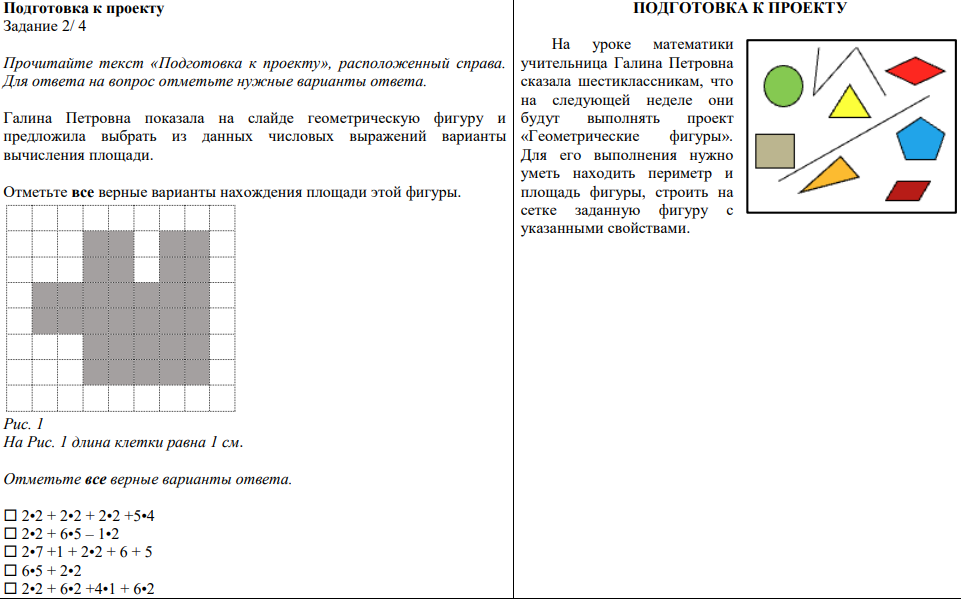 Подготовка к проекту
Задание 2/ 4
Прочитайте текст «Подготовка к проекту», расположенный справа.
Для ответа на вопрос отметьте нужные варианты ответа.
Галина Петровна показала на слайде геометрическую фигуру и
предложила выбрать из данных числовых выражений варианты
вычисления площади.
Отметьте все верные варианты нахождения площади этой фигуры.
Рис. 1
На Рис. 1 длина клетки равна 1 см.
Отметьте все верные варианты ответа.
☐ 2•2 + 2•2 + 2•2 +5•4
☐ 2•2 + 6•5 – 1•2
☐ 2•7 +1 + 2•2 + 6 + 5
☐ 6•5 + 2•2
☐ 2•2 + 6•2 +4•1 + 6•2
ПОДГОТОВКА К ПРОЕКТУ
На уроке математики
учительница Галина Петровна
сказала шестиклассникам, что
на следующей неделе они
будут выполнять проект
«Геометрические фигуры».
Для его выполнения нужно
уметь находить периметр и
площадь фигуры, строить на
сетке заданную фигуру с
указанными свойствами.